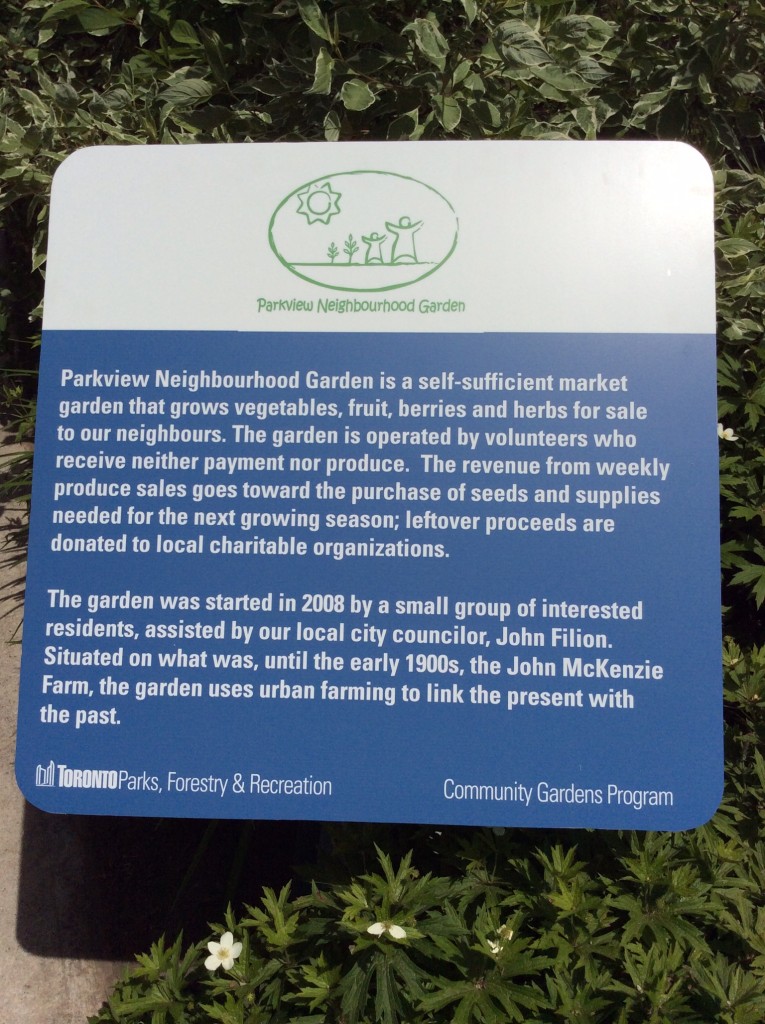 Parkview Neighbourhood Garden
Parkview Neighbourhood Garden is a self-sufficient market
garden that grows vegetables, fruit, berries and herbs for sale
to our neighbours. The garden is operated by volunteers who
receive neither payment nor produce. The revenue from weekly
produce sales goes toward the purchase of seeds and supplies
needed for the next growing season; leftover proceeds are
donated to local charitable organizations.
The garden was started in 2008 by a small group of interested
residents, assisted by our local city councilor, John Filion.
Situated on what was, until the early 1900s, the John McKenzie
Farm, the garden uses urban farming to link the present with
the past.
TORONTO Parks, Forestry & Recreation
Community Gardens Program